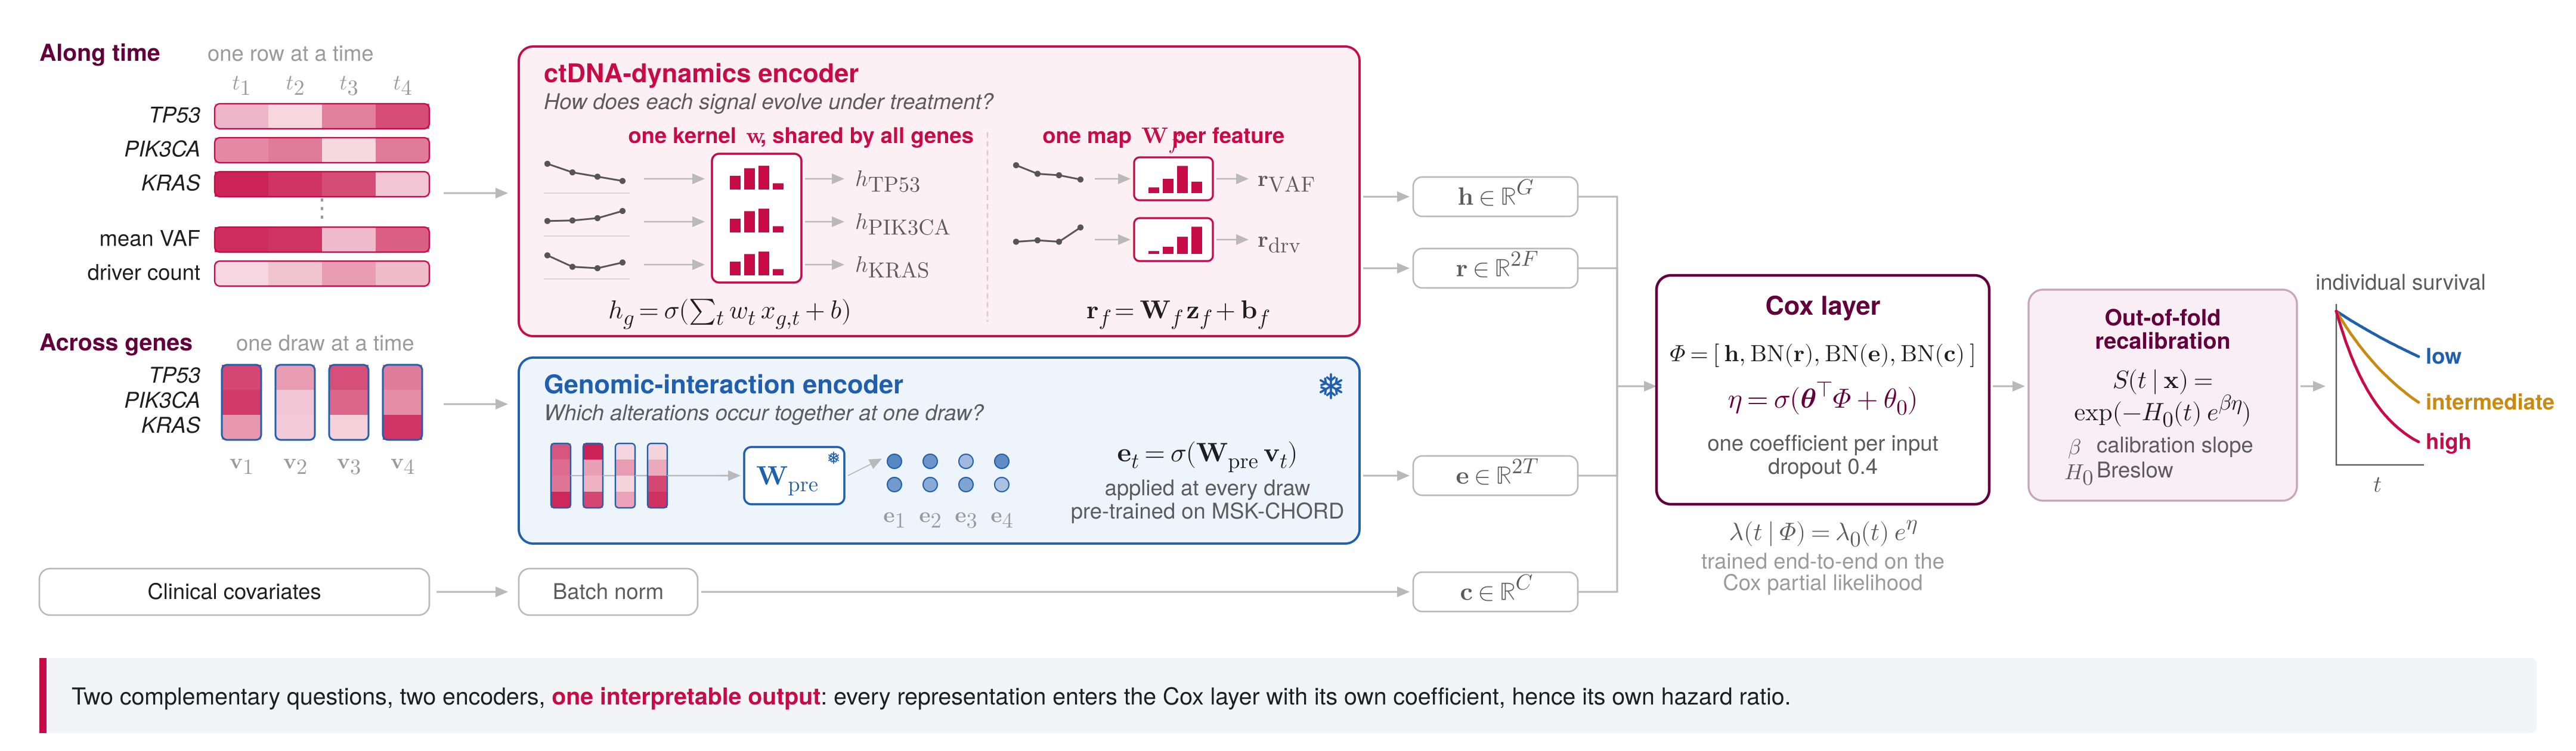 Along time
one row at a time
t1 t2 t3 t4
TP53
PIK3CA
KRAS
⋮
mean VAF
driver count
Across genes
one draw at a time
TP53
PIK3CA
KRAS
v1 v2 v3 v4
Clinical covariates
ctDNA-dynamics encoder
How does each signal evolve under treatment?
one kernel w, shared by all genes
hTP53
hPIK3CA
hKRAS
hg = σ(∑t wt xg,t + b)
one map Wf per feature
rVAF
rdrv
rf = Wf zf + bf
Genomic-interaction encoder
Which alterations occur together at one draw?
Wpre
e1 e2 e3 e4
et = σ(Wpre vt)
applied at every draw
pre-trained on MSK-CHORD
Batch norm
h ∈ ℝG
r ∈ ℝ2F
e ∈ ℝ2T
c ∈ ℝC
Cox layer
Φ = [ h, BN(r), BN(e), BN(c) ]
η = σ(θ⊤Φ + θ0)
one coefficient per input
dropout 0.4
λ(t | Φ) = λ0(t) eη
trained end-to-end on the
Cox partial likelihood
Out-of-fold
recalibration
S(t | x) =
exp(−H0(t) eβη)
β calibration slope
H0 Breslow
individual survival
low
intermediate
high
t
Two complementary questions, two encoders, one interpretable output: every representation enters the Cox layer with its own coefficient, hence its own hazard ratio.